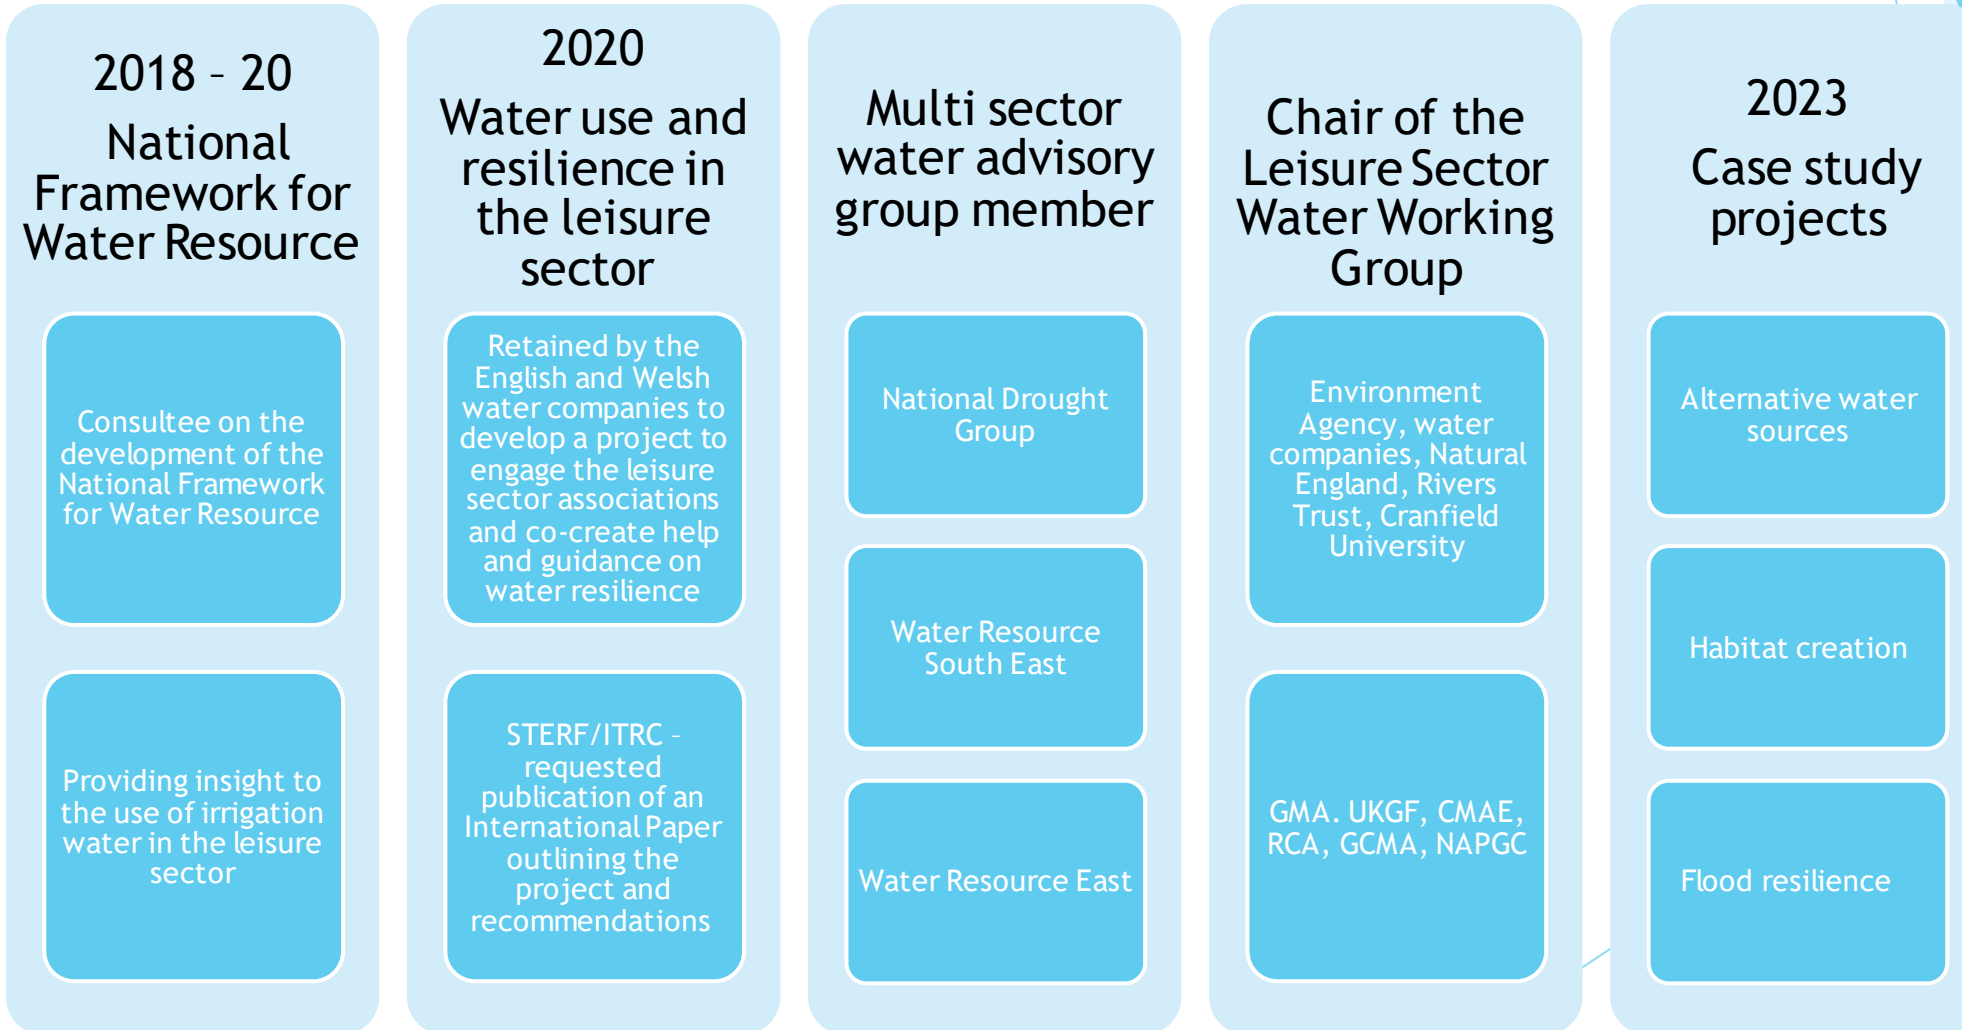 2018 – 20
National
Framework for
Water Resource
Consultee on the
development of the
National Framework
for Water Resource
Providing insight to
the use of irrigation
water in the leisure
sector
2020
Water use and
resilience in
the leisure
sector
Retained by the
English and Welsh
water companies to
develop a project to
engage the leisure
sector associations
and co-create help
and guidance on
water resilience
STERF/ITRC –
requested
publication of an
International Paper
outlining the
project and
recommendations
Multi sector
water advisory
group member
National Drought
Group
Water Resource
South East
Water Resource East
Chair of the
Leisure Sector
Water Working
Group
Environment
Agency, water
companies, Natural
England, Rivers
Trust, Cranfield
University
GMA. UKGF, CMAE,
RCA, GCMA, NAPGC
2023
Case study
projects
Alternative water
sources
Habitat creation
Flood resilience